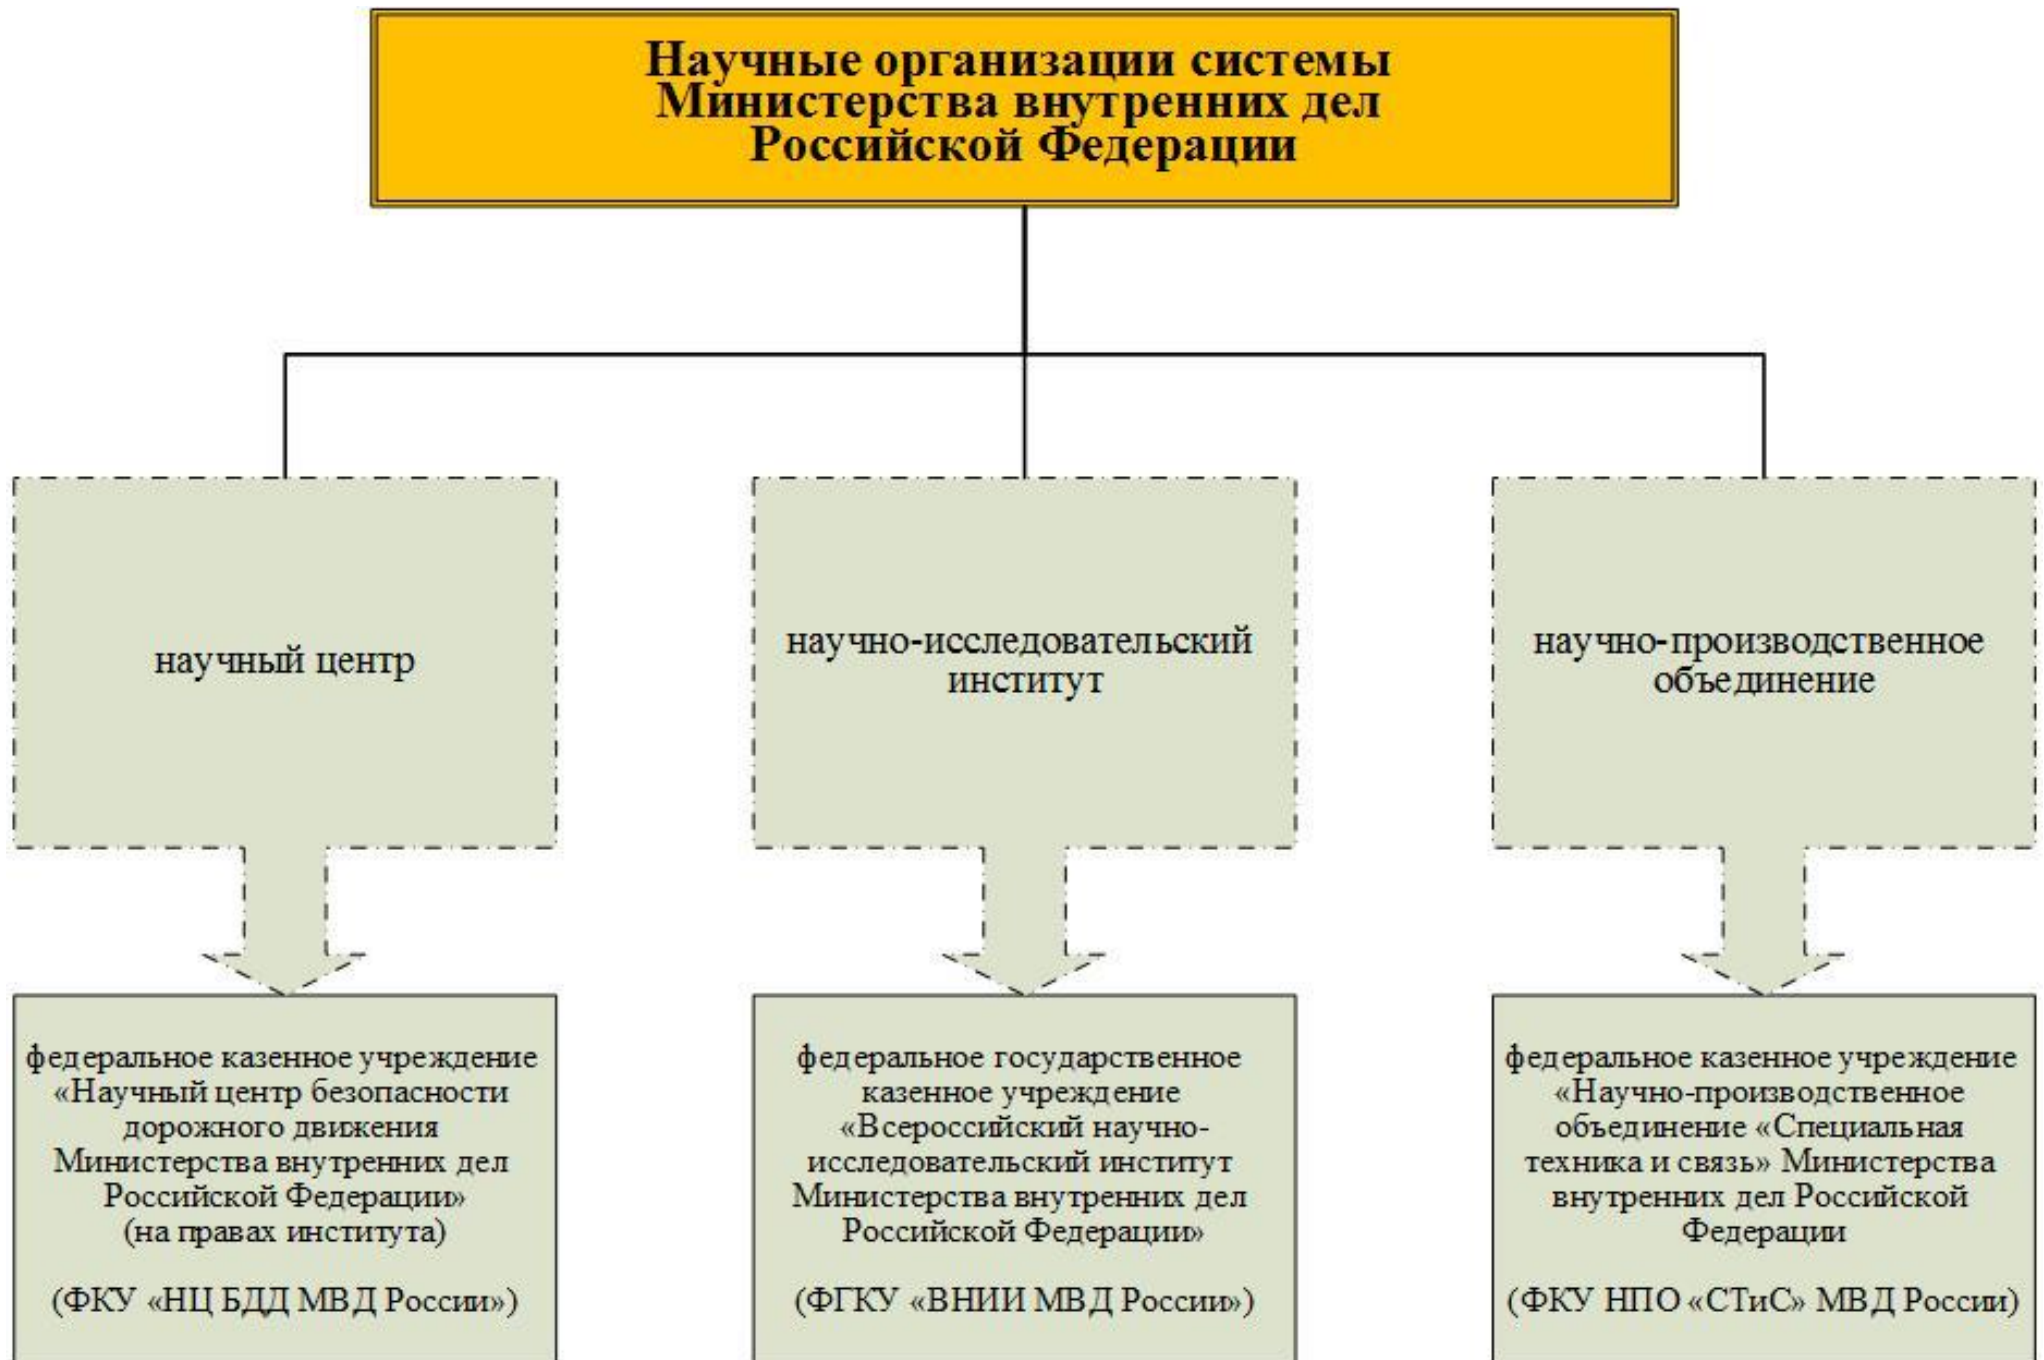 Научные организации системы
Министерства внутренних дел
Российской Федерации
научный центр
научно-исследовательский
институт
научно-производственное
объединение
федеральное казенное учреждение
«Научный центр безопасности
дорожного движения
Министерства внутренних дел
Российской Федерации»
(на правах института)
(ФКУ «НЦ БДД МВД России»)
федеральное государственное
казенное учреждение
«Всероссийский научно-
исследовательский институт
Министерства внутренних дел
Российской Федерации»
(ФГКУ «ВНИИ МВД России»)
федеральное казенное учреждение
«Научно-производственное
объединение «Специальная
техника и связь» Министерства
внутренних дел Российской
Федерации
(ФКУ НПО «СТиС» МВД России)